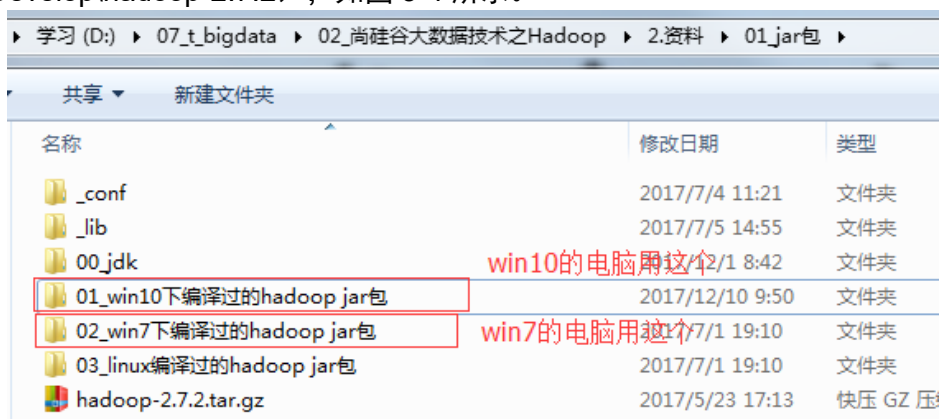 学习 (D:) ▸ 07_t_bigdata ▸ 02_尚硅谷大数据技术之Hadoop ▸ 2.资料 ▸ 01_jar包 ▸
共享 新建文件夹
名称 修改日期 类型
_conf 2017/7/4 11:21 文件夹
_lib 2017/7/5 14:55 文件夹
00_jdk 2017/12/1 8:42 文件夹
win10的电脑用这个
01_win10下编译过的hadoop jar包 2017/12/10 9:50 文件夹
02_win7下编译过的hadoop jar包 2017/7/1 19:10 文件夹
win7的电脑用这个
03_linux编译过的hadoop jar包 2017/7/1 19:10 文件夹
hadoop-2.7.2.tar.gz 2017/5/23 17:13 快压 GZ 压